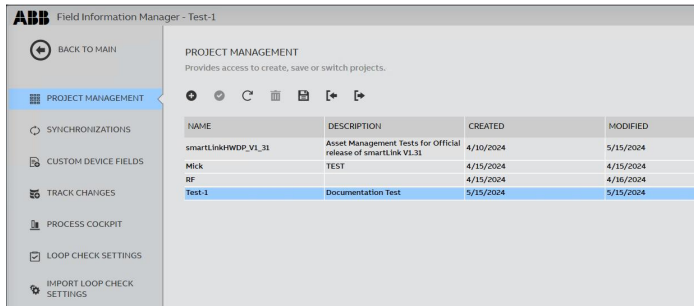 ABB Field Information Manager - Test-1
BACK TO MAIN
PROJECT MANAGEMENT
Provides access to create, save or switch projects.
PROJECT MANAGEMENT
SYNCHRONIZATIONS
CUSTOM DEVICE FIELDS
TRACK CHANGES
PROCESS COCKPIT
LOOP CHECK SETTINGS
IMPORT LOOP CHECK
SETTINGS
NAME DESCRIPTION CREATED MODIFIED
smartLinkHWDP_V1_31 Asset Management Tests for Official 4/10/2024 5/15/2024
release of smartLink V1.31
Mick TEST 4/15/2024 4/15/2024
RF 4/15/2024 4/16/2024
Test-1 Documentation Test 5/15/2024 5/15/2024